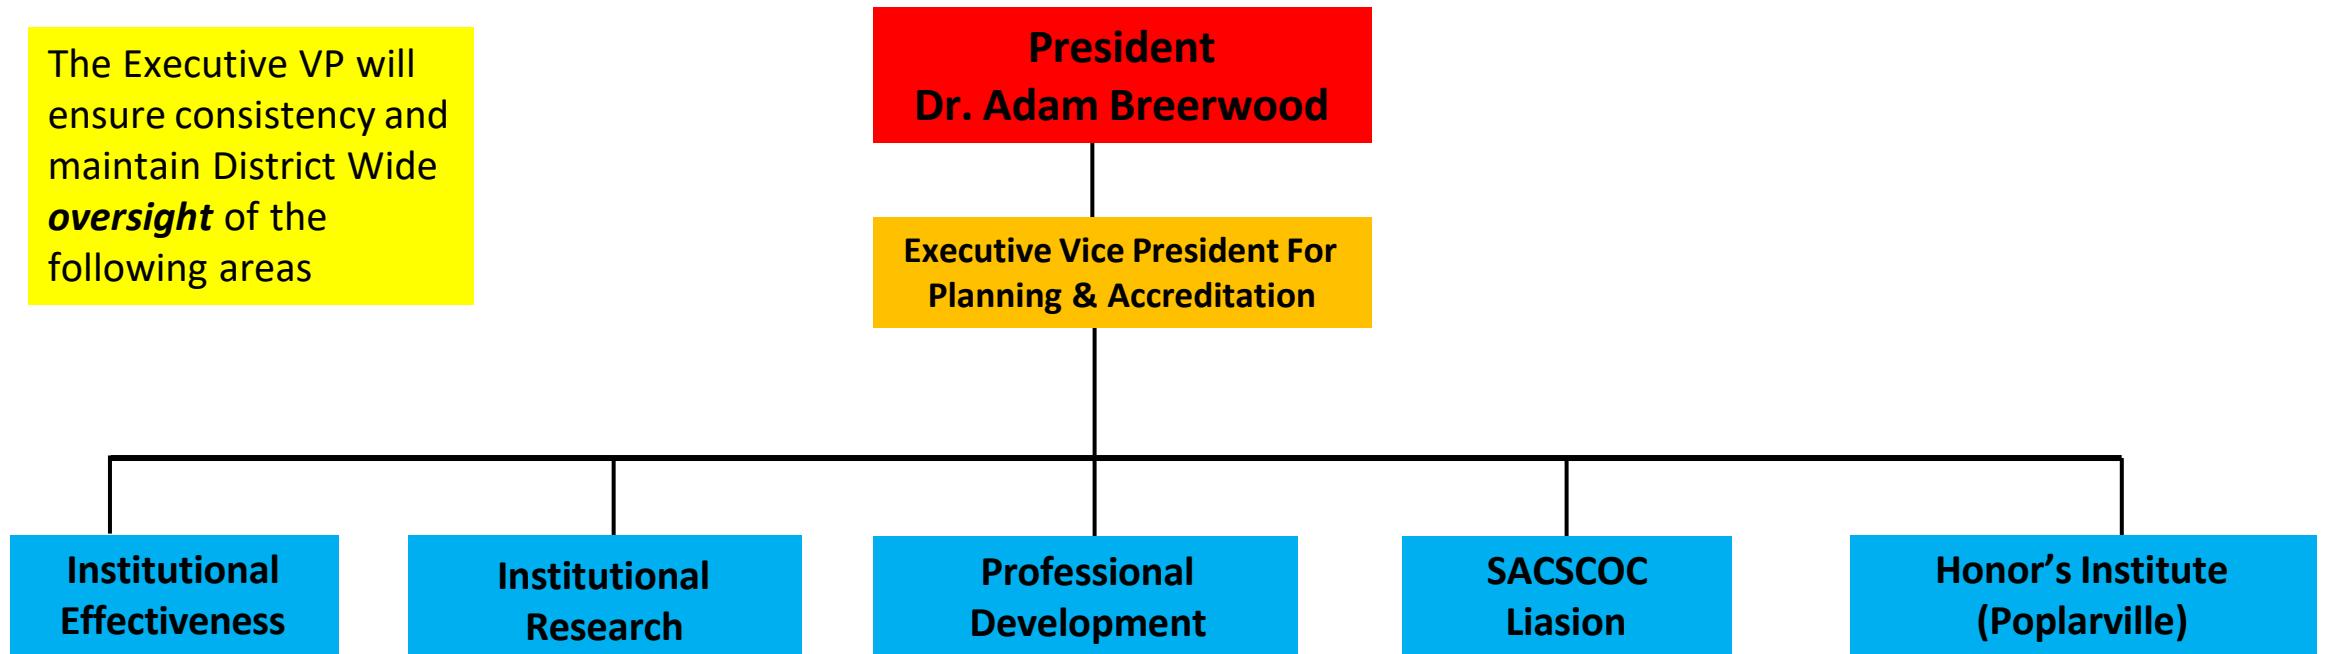 The Executive VP will
ensure consistency and
maintain District Wide
oversight of the
following areas
President
Dr. Adam Breerwood
Executive Vice President For
Planning & Accreditation
Institutional
Effectiveness
Institutional
Research
Professional
Development
SACSCOC
Liasion
Honor’s Institute
(Poplarville)